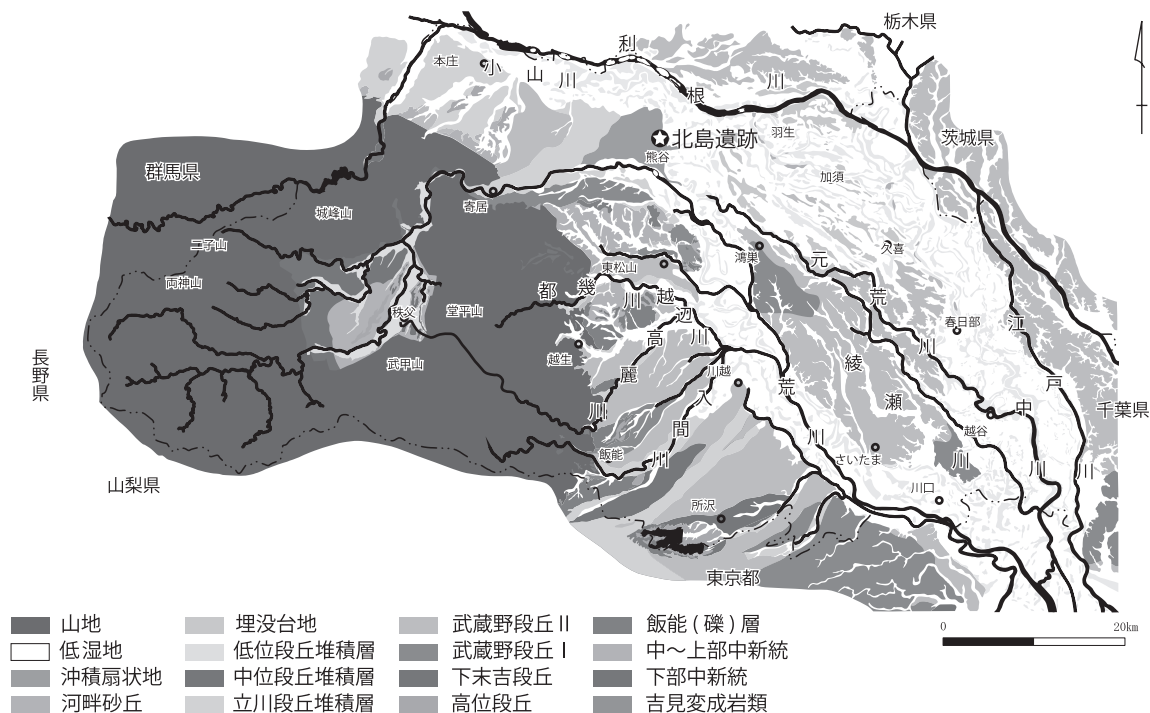 栃木県
利根川
小山川
本庄
北島遺跡
熊谷
羽生
茨城県
加須
群馬県
城峰山
寄居
二子山
両神山
秩父
堂平山
武甲山
東松山
鴻巣
久喜
元荒川
都幾川
越辺川
高麗川
越生
春日部
江戸川
長野県
川越
入間川
荒川
綾瀬川
中川
千葉県
越谷
飯能
さいたま
山梨県
所沢
川口
東京都
0 20km
山地
低湿地
沖積扇状地
河畔砂丘
埋没台地
低位段丘堆積層
中位段丘堆積層
立川段丘堆積層
武蔵野段丘Ⅱ
武蔵野段丘Ⅰ
下末吉段丘
高位段丘
飯能(礫)層
中～上部中新統
下部中新統
吉見変成岩類